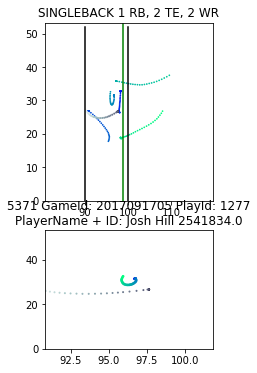 SINGLEBACK 1 RB, 2 TE, 2 WR
50
40
30
20
10
0
90 100 110
5371 GameId: 2017091705 PlayId: 1277
PlayerName + ID: Josh Hill 2541834.0
40
20
0
92.5 95.0 97.5 100.0